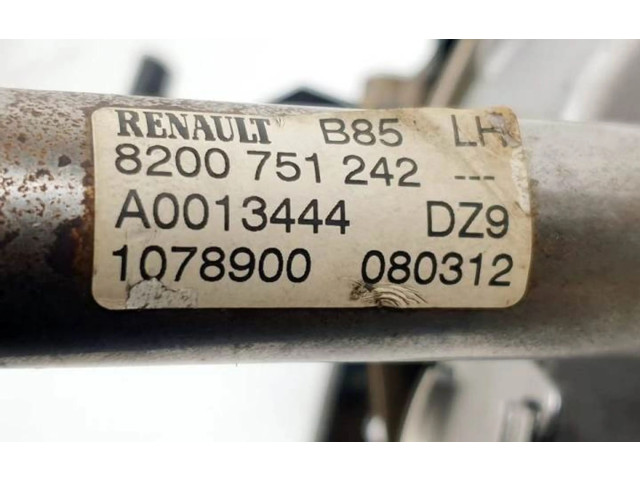 RENAULT B85 LH
8200 751 242 ---
A0013444 DZ9
1078900 080312